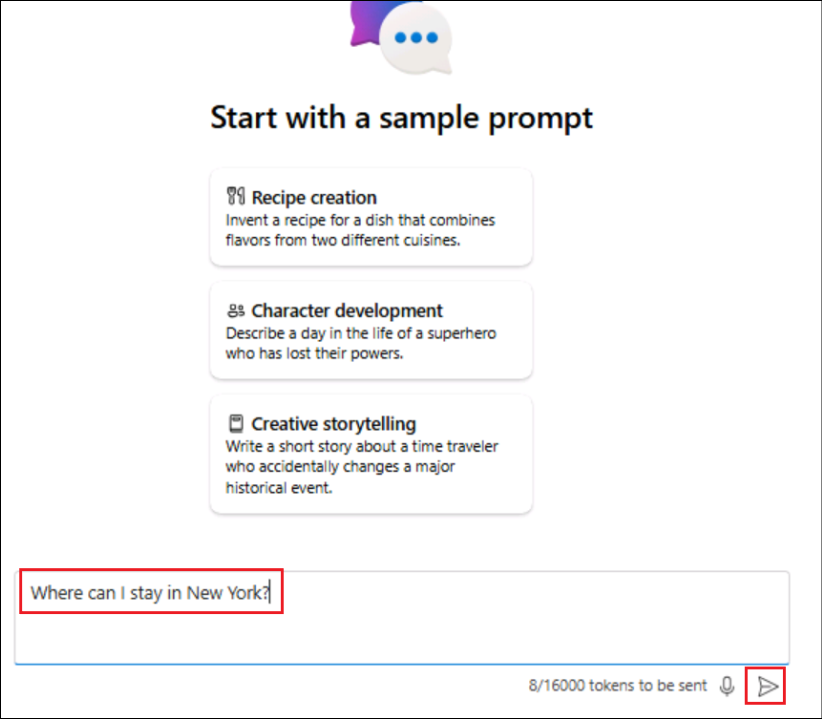 Start with a sample prompt
Recipe creation
Invent a recipe for a dish that combines
flavors from two different cuisines.
Character development
Describe a day in the life of a superhero
who has lost their powers.
Creative storytelling
Write a short story about a time traveler
who accidentally changes a major
historical event.
Where can I stay in New York?
8/16000 tokens to be sent